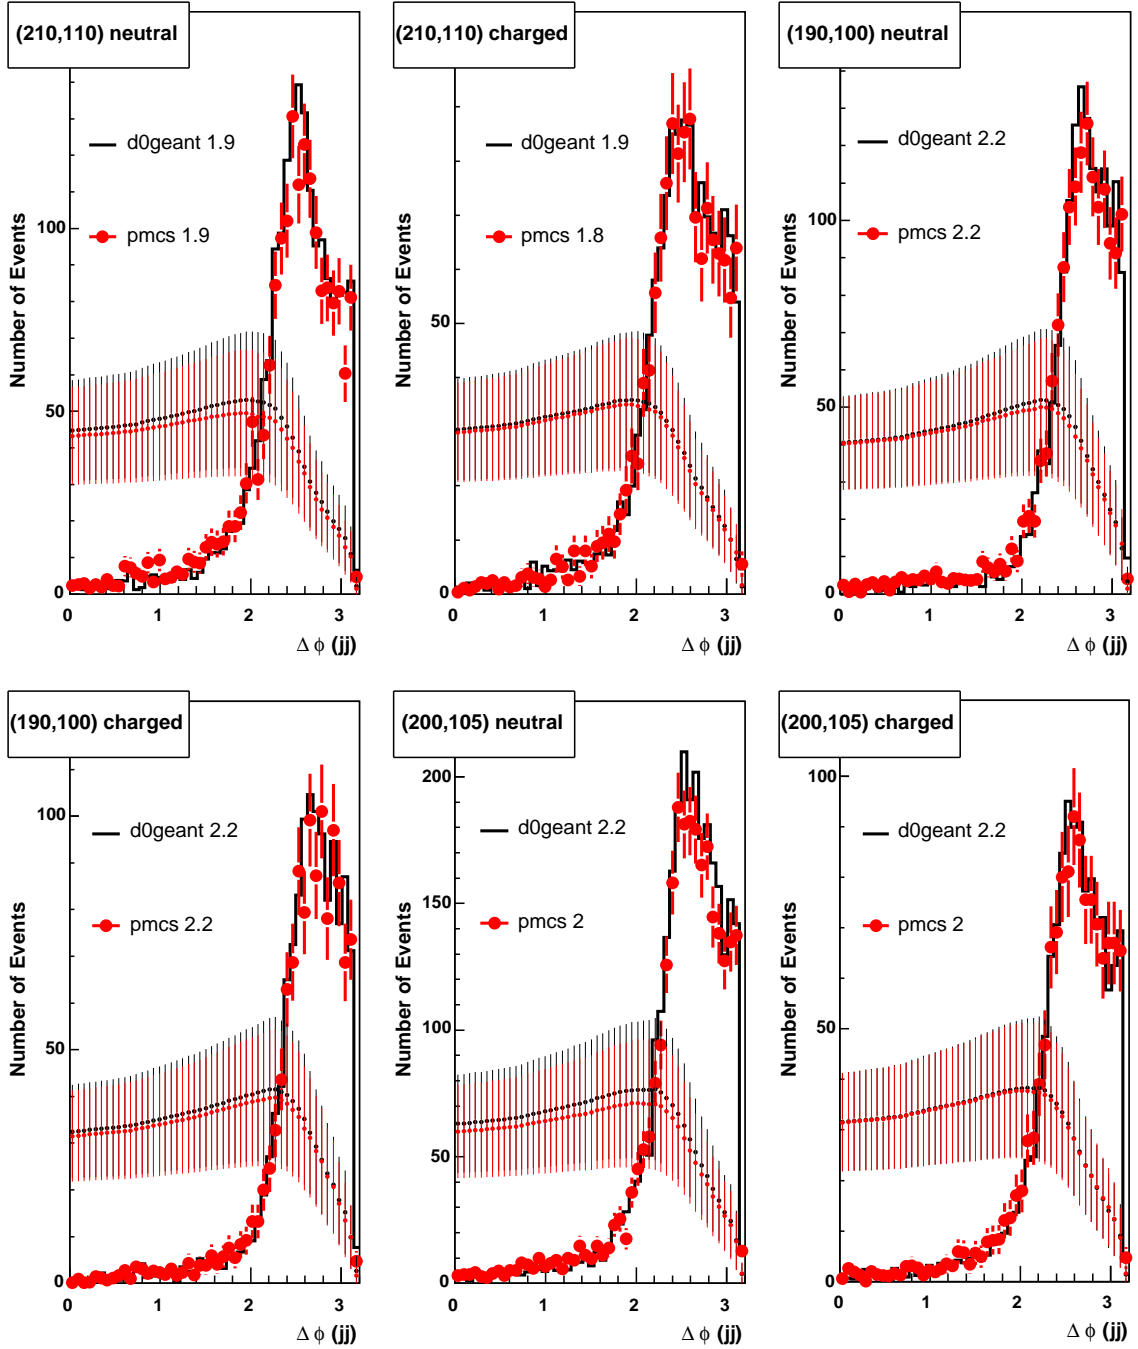 (210,110) neutral
d0geant 1.9
pmcs 1.9
Number of Events
100
50
0
0 1 2 3
Δ ϕ (jj)
(210,110) charged
d0geant 1.9
pmcs 1.8
Number of Events
50
0
0 1 2 3
Δ ϕ (jj)
(190,100) neutral
d0geant 2.2
pmcs 2.2
Number of Events
100
50
0
0 1 2 3
Δ ϕ (jj)
(190,100) charged
d0geant 2.2
pmcs 2.2
Number of Events
100
50
0
0 1 2 3
Δ ϕ (jj)
(200,105) neutral
d0geant 2.2
pmcs 2
Number of Events
200
150
100
50
0
0 1 2 3
Δ ϕ (jj)
(200,105) charged
d0geant 2.2
pmcs 2
Number of Events
100
50
0
0 1 2 3
Δ ϕ (jj)